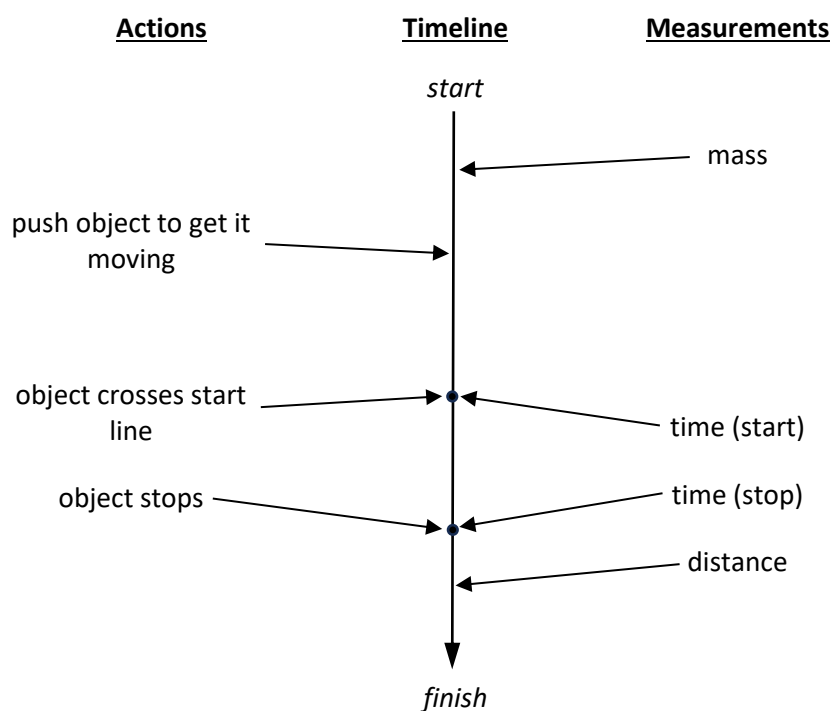 Actions Timeline Measurements
start
mass
push object to get it
moving
object crosses start
line
time (start)
time (stop)
object stops
distance
finish